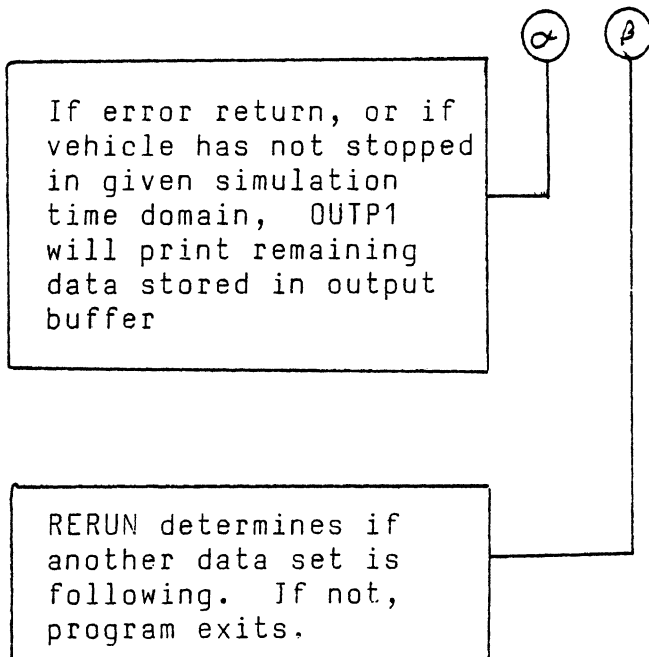 α β
If error return, or if
vehicle has not stopped
in given simulation
time domain, OUTP1
will print remaining
data stored in output
buffer
RERUN determines if
another data set is
following. If not,
program exits.